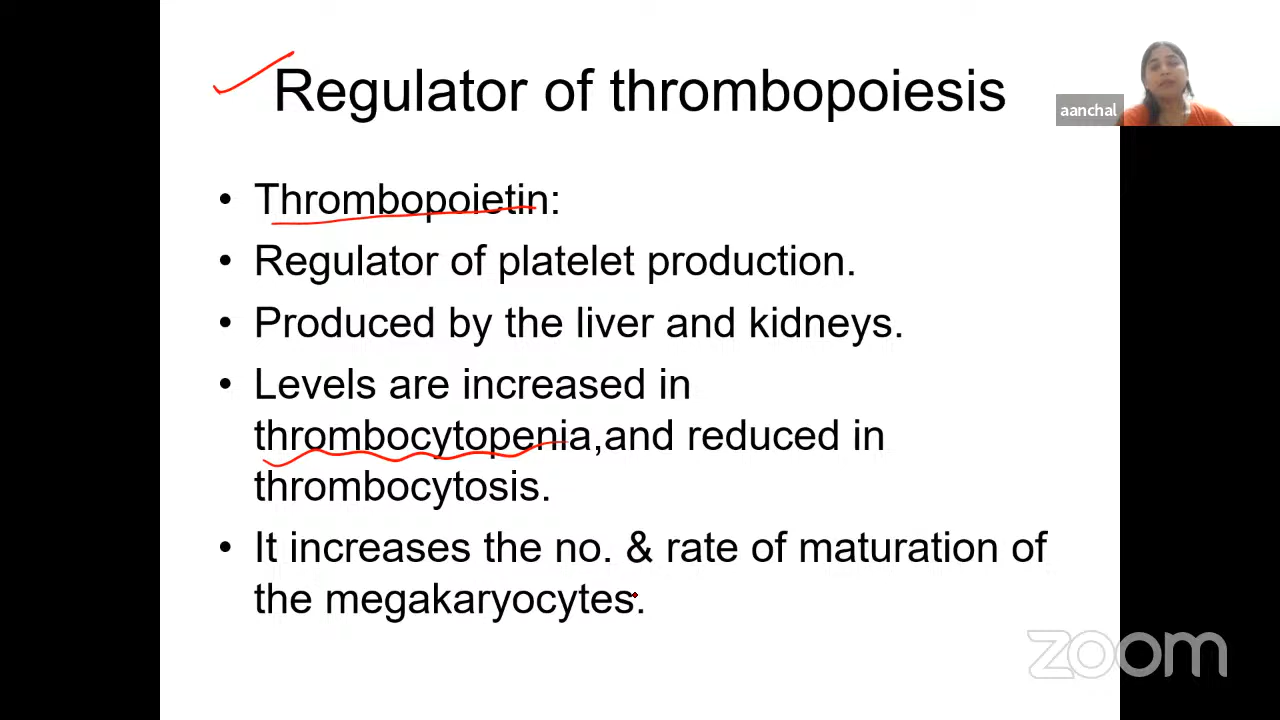 Regulator of thrombopoiesis
aanchal
• Thrombopoietin:
• Regulator of platelet production.
• Produced by the liver and kidneys.
• Levels are increased in
thrombocytopenia,and reduced in
thrombocytosis.
• It increases the no. & rate of maturation of
the megakaryocytes.
zoom